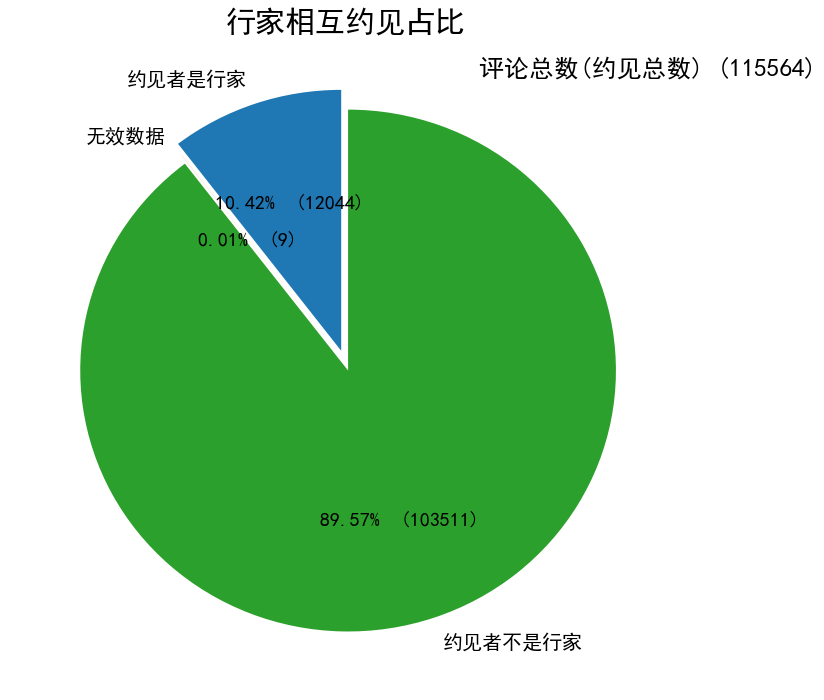 行家相互约见占比
评论总数(约见总数) (115564)
约见者是行家
无效数据
10.42% (12044)
0.01% (9)
89.57% (103511)
约见者不是行家